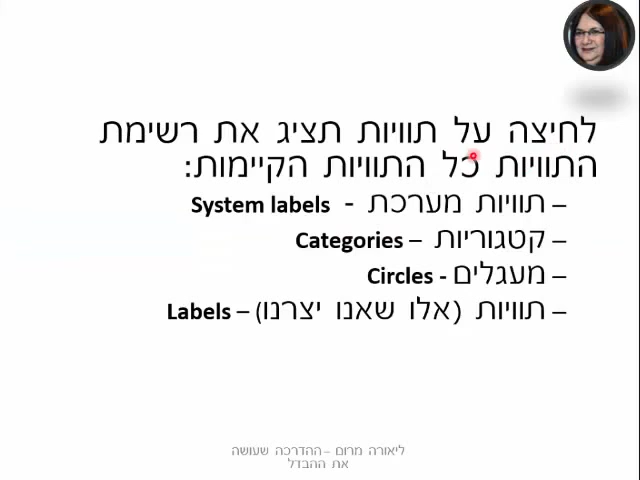 לחיצה על תוויות תציג את רשימת
התוויות כל התוויות הקיימות:
– תוויות מערכת - System labels
– קטגוריות – Categories
– מעגלים - Circles
– תוויות (אלו שאנו יצרנו) – Labels
ליאורה מרום – ההדרכה שעושה
את ההבדל